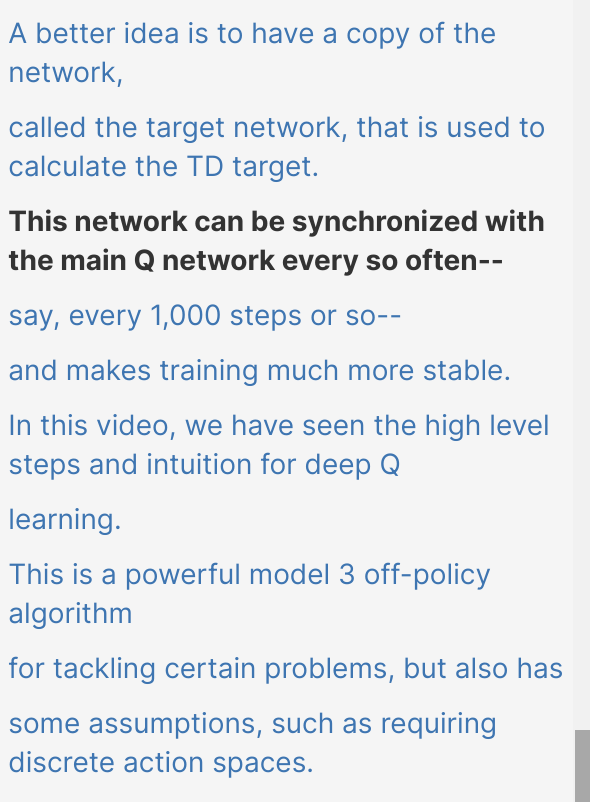 A better idea is to have a copy of the
network,
called the target network, that is used to
calculate the TD target.
This network can be synchronized with
the main Q network every so often--
say, every 1,000 steps or so--
and makes training much more stable.
In this video, we have seen the high level
steps and intuition for deep Q
learning.
This is a powerful model 3 off-policy
algorithm
for tackling certain problems, but also has
some assumptions, such as requiring
discrete action spaces.